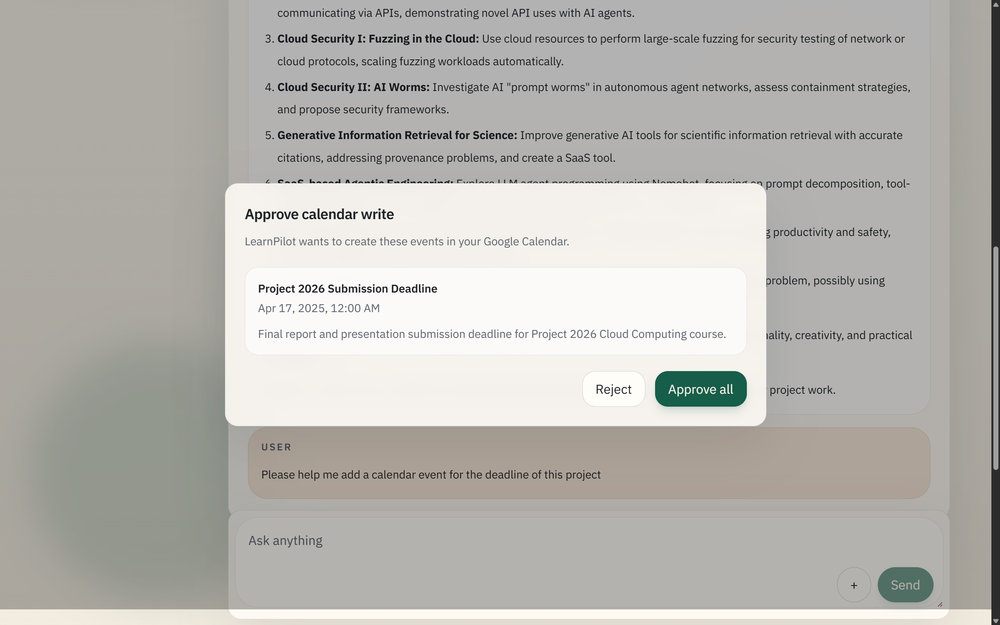 communicating via APIs, demonstrating novel API uses with AI agents.
3. Cloud Security I: Fuzzing in the Cloud: Use cloud resources to perform large-scale fuzzing for security testing of network or
cloud protocols, scaling fuzzing workloads automatically.
4. Cloud Security II: AI Worms: Investigate AI "prompt worms" in autonomous agent networks, assess containment strategies,
and propose security frameworks.
5. Generative Information Retrieval for Science: Improve generative AI tools for scientific information retrieval with accurate
citations, addressing provenance problems, and create a SaaS tool.
6. SaaS-based Agentic Engineering: Explore LLM agent programming using Nemobot, focusing on prompt decomposition, tool-
Approve calendar write
LearnPilot wants to create these events in your Google Calendar.
Project 2026 Submission Deadline
Apr 17, 2025, 12:00 AM
Final report and presentation submission deadline for Project 2026 Cloud Computing course.
Reject
Approve all
productivity and safety,
problem, possibly using
creativity, and practical
project work.
USER
Please help me add a calendar event for the deadline of this project
Ask anything
+
Send